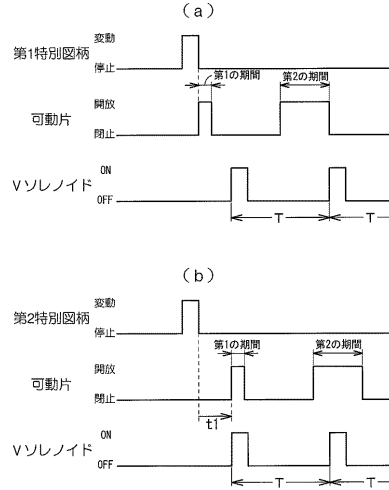 (a)
変動
第1特別図柄
停止
第1の期間
第2の期間
開放
可動片
閉止
ON
Vソレノイド
OFF
T
T
(b)
変動
第2特別図柄
停止
第1の期間
第2の期間
開放
可動片
閉止
t1
ON
Vソレノイド
OFF
T
T